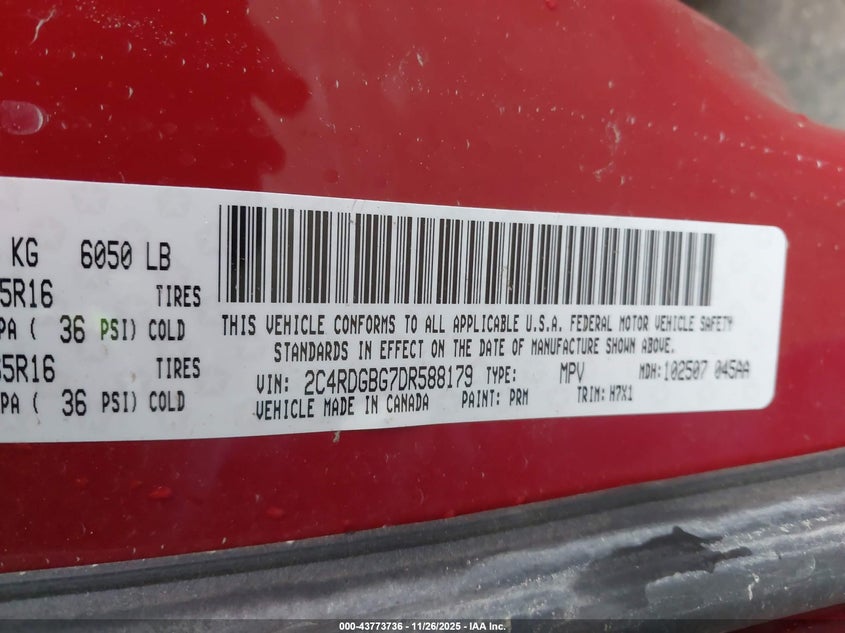 KG 6050 LB
5R16 TIRES
PA ( 36 PSI) COLD
5R16 TIRES
PA ( 36 PSI) COLD
THIS VEHICLE CONFORMS TO ALL APPLICABLE U.S.A. FEDERAL MOTOR VEHICLE SAFETY
STANDARDS IN EFFECT ON THE DATE OF MANUFACTURE SHOWN ABOVE.
VIN: 2C4RDGBG7DR588179 TYPE: MPV MDH: 102507 045AA
VEHICLE MADE IN CANADA PAINT: PRM TRIM: H7X1
000-43773736 - 11/26/2025 - IAA Inc.